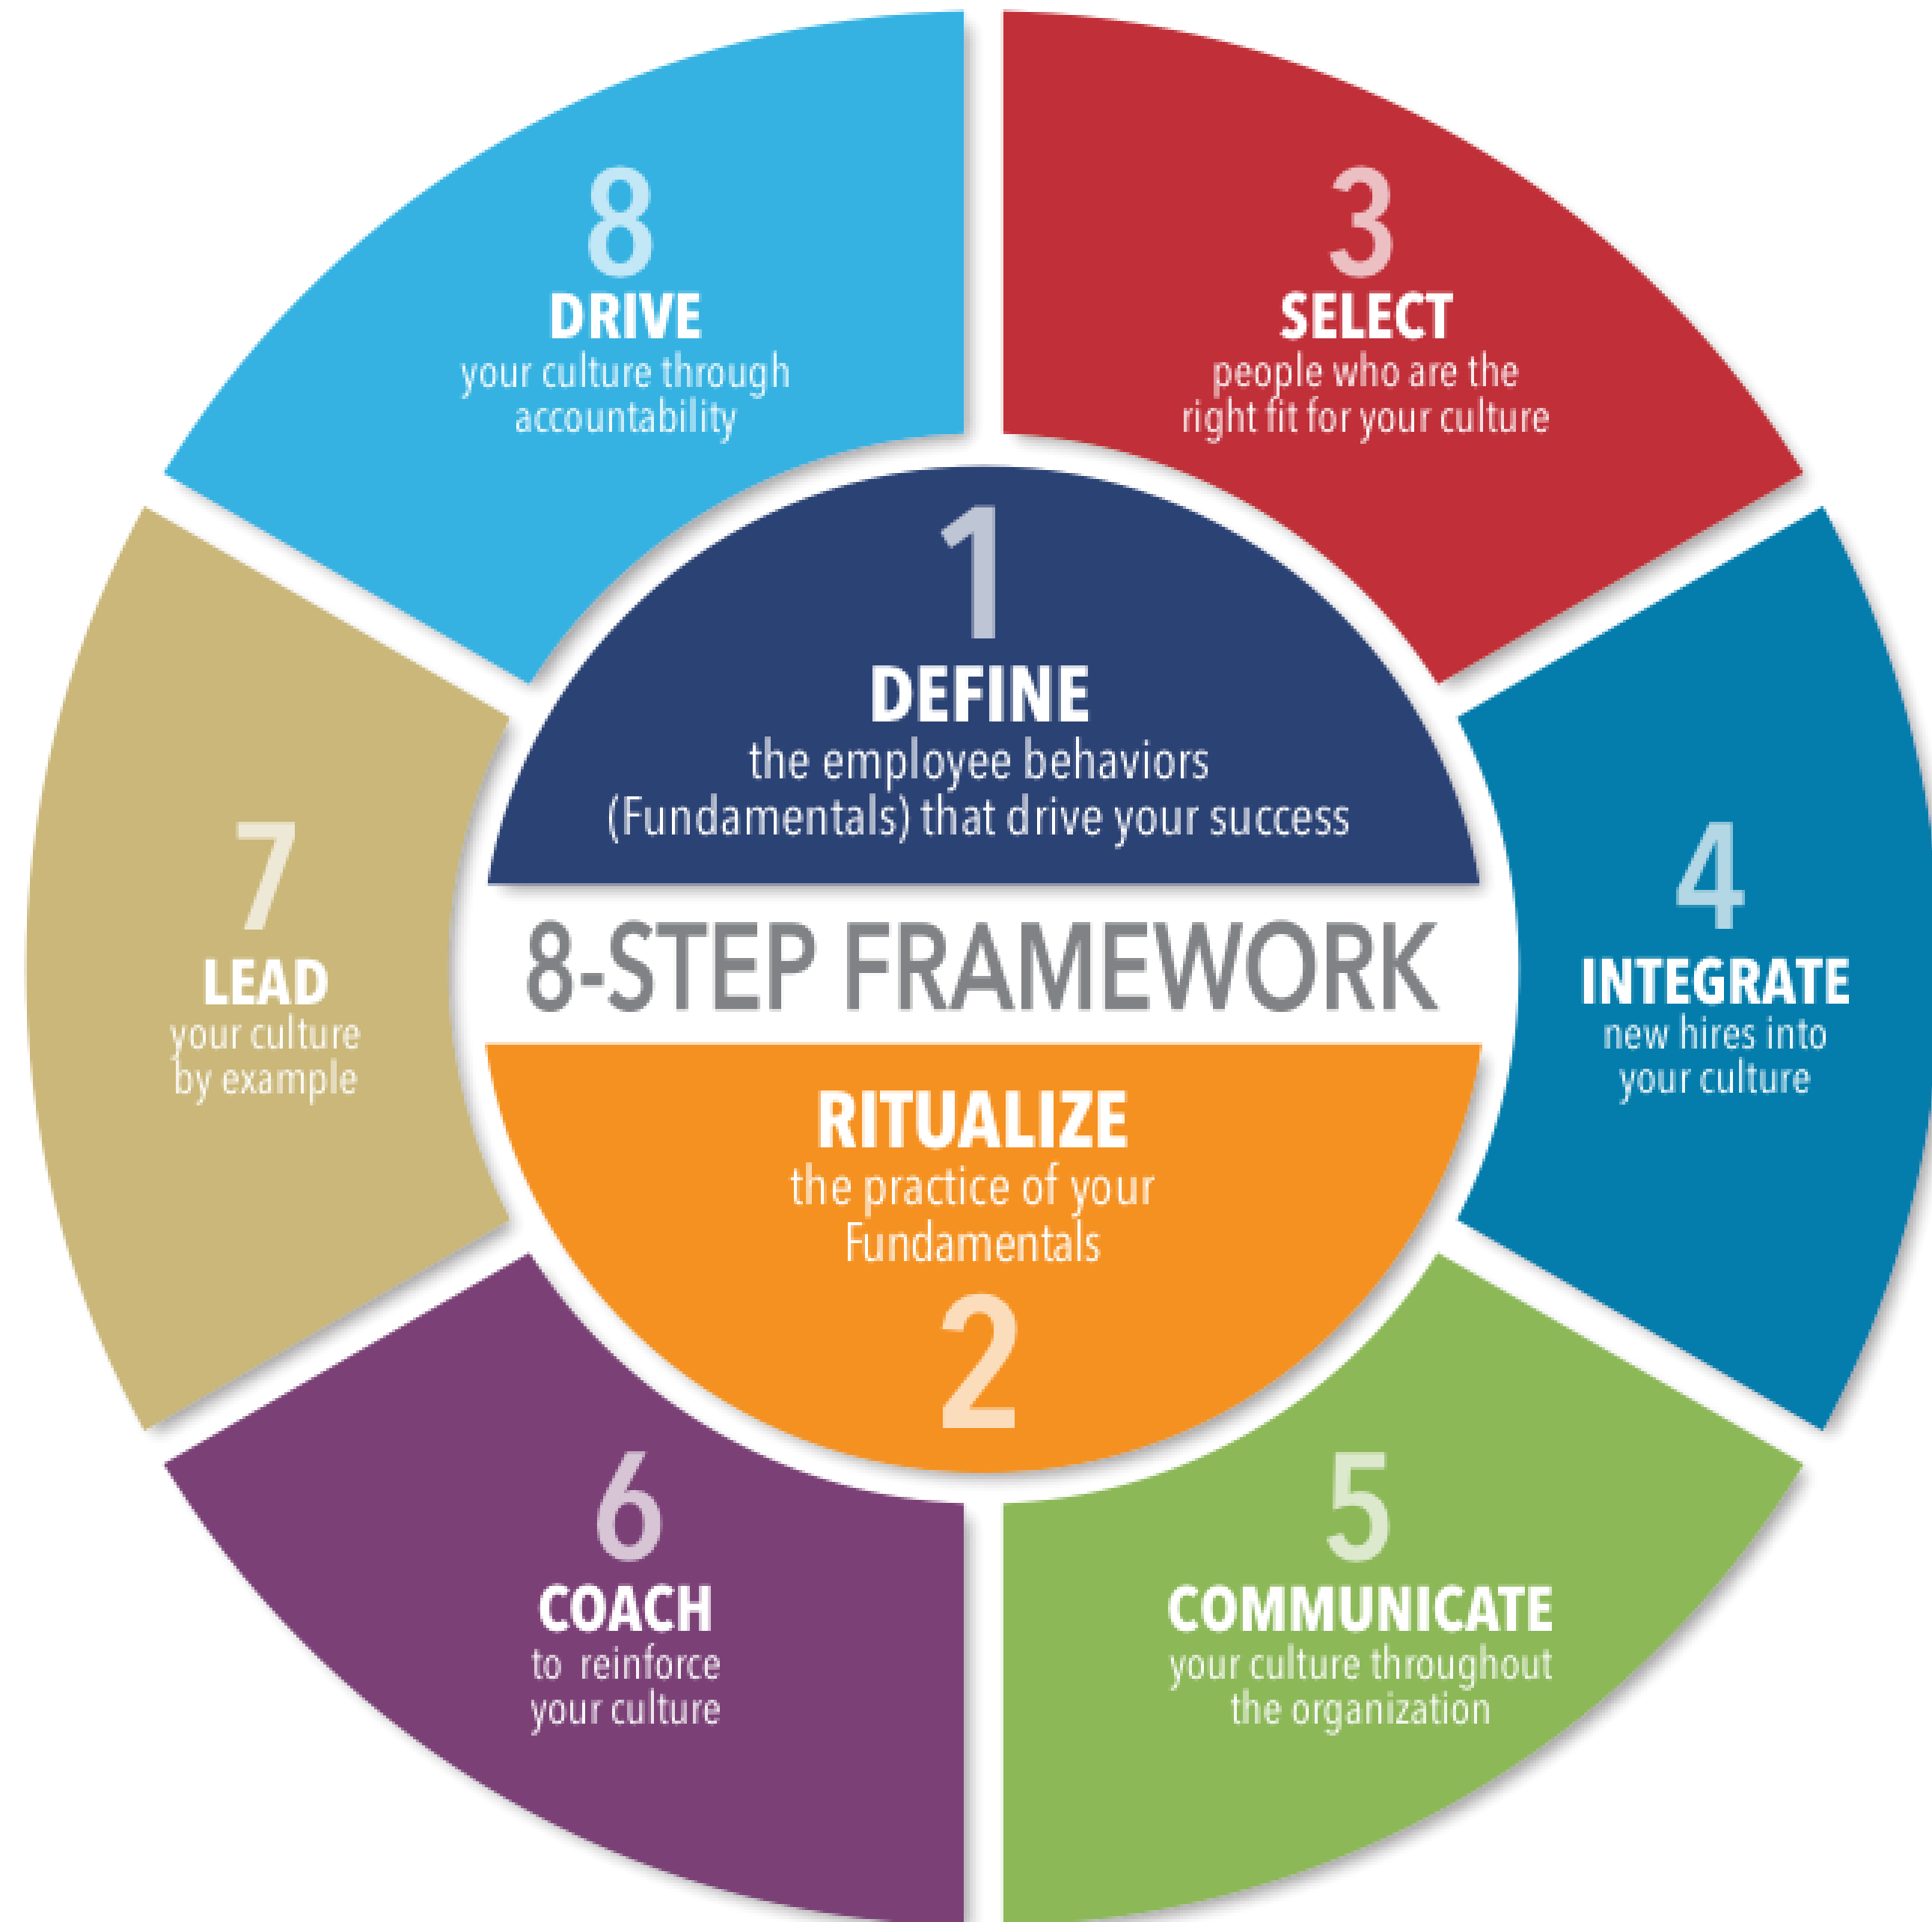 1
DEFINE
the employee behaviors
(Fundamentals) that drive your success
8-STEP FRAMEWORK
RITUALIZE
the practice of your
Fundamentals
2
3
SELECT
people who are the
right fit for your culture
4
INTEGRATE
new hires into
your culture
5
COMMUNICATE
your culture throughout
the organization
6
COACH
to reinforce
your culture
7
LEAD
your culture
by example
8
DRIVE
your culture through
accountability